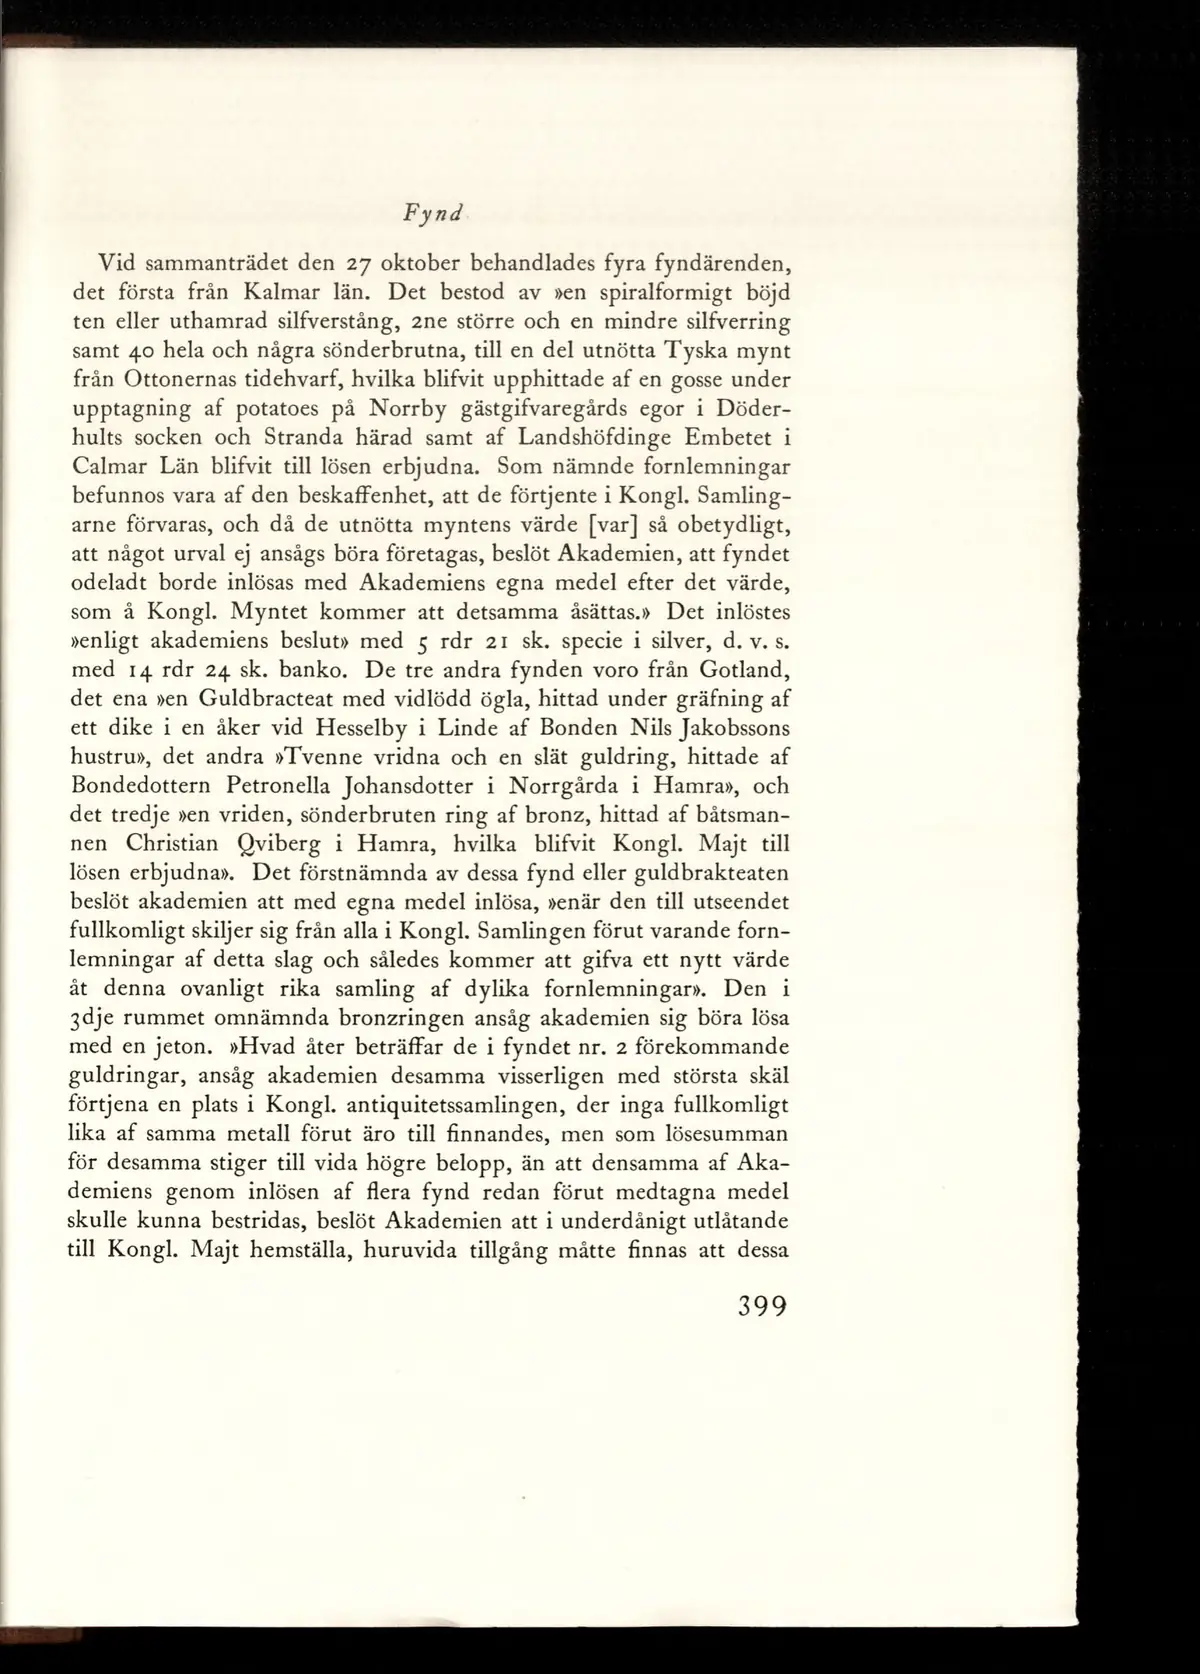 Fynd
Vid sammanträdet den 27 oktober behandlades fyra fyndärenden,
det första från Kalmar län. Det bestod av »en spiralformigt böjd
ten eller uthamrad silfverstång, 2ne större och en mindre silfverring
samt 40 hela och några sönderbrutna, till en del utnötta Tyska mynt
från Ottonernas tidehvarf, hvilka blifvit upphittade af en gosse under
upptagning af potatoes på Norrby gästgifvaregårds egor i Döder-
hults socken och Stranda härad samt af Landshöfdinge Embetet i
Calmar Län blifvit till lösen erbjudna. Som nämnde fornlemningar
befunnos vara af den beskaffenhet, att de förtjente i Kongl. Samling-
arne förvaras, och då de utnötta myntens värde [var] så obetydligt,
att något urval ej ansågs böra företagas, beslöt Akademien, att fyndet
odeladt borde inlösas med Akademiens egna medel efter det värde,
som å Kongl. Myntet kommer att detsamma åsättas.» Det inlöstes
»enligt akademiens beslut» med 5 rdr 21 sk. specie i silver, d. v. s.
med 14 rdr 24 sk. banko. De tre andra fynden voro från Gotland,
det ena »en Guldbracteat med vidlödd ögla, hittad under gräfning af
ett dike i en åker vid Hesselby i Linde af Bonden Nils Jakobssons
hustru», det andra »Tvenne vridna och en slät guldring, hittade af
Bondedottern Petronella Johansdotter i Norrgårda i Hamra», och
det tredje »en vriden, sönderbruten ring af bronz, hittad af båtsman-
nen Christian Qviberg i Hamra, hvilka blifvit Kongl. Majt till
lösen erbjudna». Det förstnämnda av dessa fynd eller guldbrakteaten
beslöt akademien att med egna medel inlösa, »enär den till utseendet
fullkomligt skiljer sig från alla i Kongl. Samlingen förut varande forn-
lemningar af detta slag och således kommer att gifva ett nytt värde
åt denna ovanligt rika samling af dylika fornlemningar». Den i
3dje rummet omnämnda bronzringen ansåg akademien sig böra lösa
med en jeton. »Hvad åter beträffar de i fyndet nr. 2 förekommande
guldringar, ansåg akademien desamma visserligen med största skäl
förtjena en plats i Kongl. antiquitetssamlingen, der inga fullkomligt
lika af samma metall förut äro till finnandes, men som lösesumman
för desamma stiger till vida högre belopp, än att densamma af Aka-
demiens genom inlösen af flera fynd redan förut medtagna medel
skulle kunna bestridas, beslöt Akademien att i underdånigt utlåtande
till Kongl. Majt hemställa, huruvida tillgång måtte finnas att dessa
399